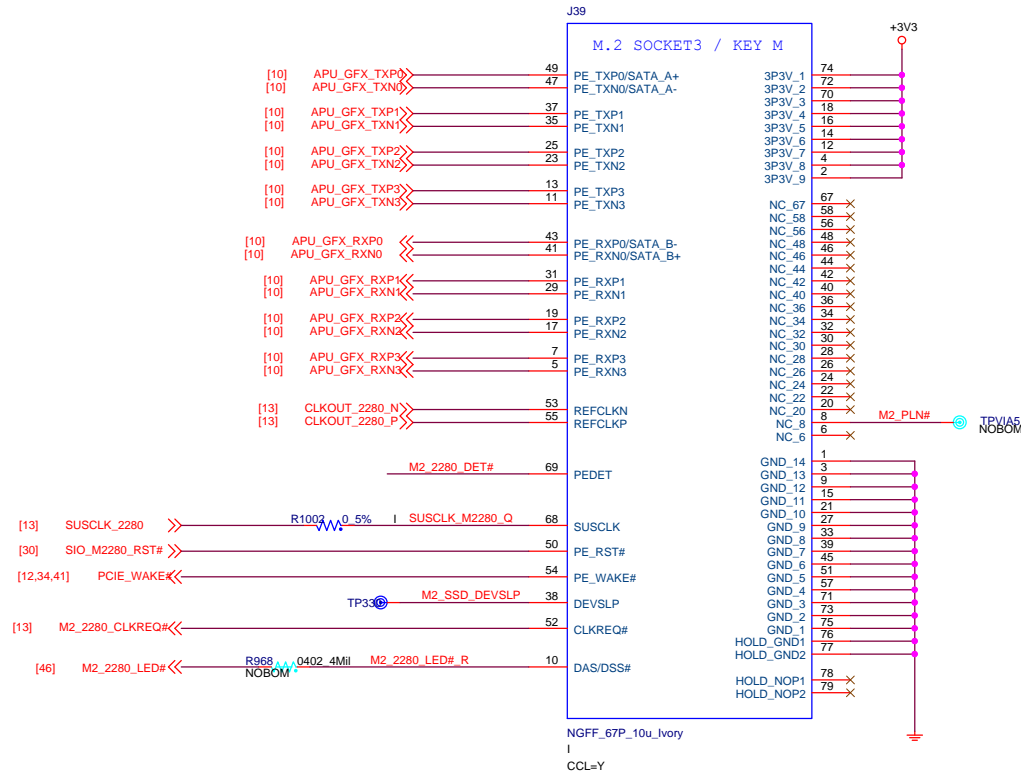 J39
M.2 SOCKET3 / KEY M
+3V3
[10] APU_GFX_TXP0 49 PE_TXP0/SATA_A+ 3P3V_1 74
[10] APU_GFX_TXN0 47 PE_TXN0/SATA_A- 3P3V_2 72
3P3V_3 70
[10] APU_GFX_TXP1 37 PE_TXP1 3P3V_4 18
[10] APU_GFX_TXN1 35 PE_TXN1 3P3V_5 16
3P3V_6 14
[10] APU_GFX_TXP2 25 PE_TXP2 3P3V_7 12
[10] APU_GFX_TXN2 23 PE_TXN2 3P3V_8 4
3P3V_9 2
[10] APU_GFX_TXP3 13 PE_TXP3
[10] APU_GFX_TXN3 11 PE_TXN3 NC_67 67
NC_58 58
NC_56 56
[10] APU_GFX_RXP0 43 PE_RXP0/SATA_B- NC_48 48
[10] APU_GFX_RXN0 41 PE_RXN0/SATA_B+ NC_46 46
NC_44 44
[10] APU_GFX_RXP1 31 PE_RXP1 NC_42 42
[10] APU_GFX_RXN1 29 PE_RXN1 NC_40 40
NC_36 36
[10] APU_GFX_RXP2 19 PE_RXP2 NC_34 34
[10] APU_GFX_RXN2 17 PE_RXN2 NC_32 32
NC_30 30
[10] APU_GFX_RXP3 7 PE_RXP3 NC_28 28
[10] APU_GFX_RXN3 5 PE_RXN3 NC_26 26
NC_24 24
NC_22 22
[13] CLKOUT_2280_N 53 REFCLKN NC_20 20
[13] CLKOUT_2280_P 55 REFCLKP NC_8 8 M2_PLN# TPVIA5
NOBOM
NC_6 6
GND_14 1
M2_2280_DET# 69 PEDET GND_13 3
GND_12 9
GND_11 15
GND_10 21
[13] SUSCLK_2280 R1002 0_5% I SUSCLK_M2280_Q 68 SUSCLK GND_9 27
GND_8 33
[30] SIO_M2280_RST# 50 PE_RST# GND_7 39
GND_6 45
[12,34,41] PCIE_WAKE# 54 PE_WAKE# GND_5 51
GND_4 57
TP330 M2_SSD_DEVSLP 38 DEVSLP GND_3 71
GND_2 73
[13] M2_2280_CLKREQ# 52 CLKREQ# GND_1 75
HOLD_GND1 76
HOLD_GND2 77
[46] M2_2280_LED# R968 0402_4Mil M2_2280_LED#_R 10 DAS/DSS#
NOBOM
HOLD_NOP1 78
HOLD_NOP2 79
NGFF_67P_10u_Ivory
I
CCL=Y